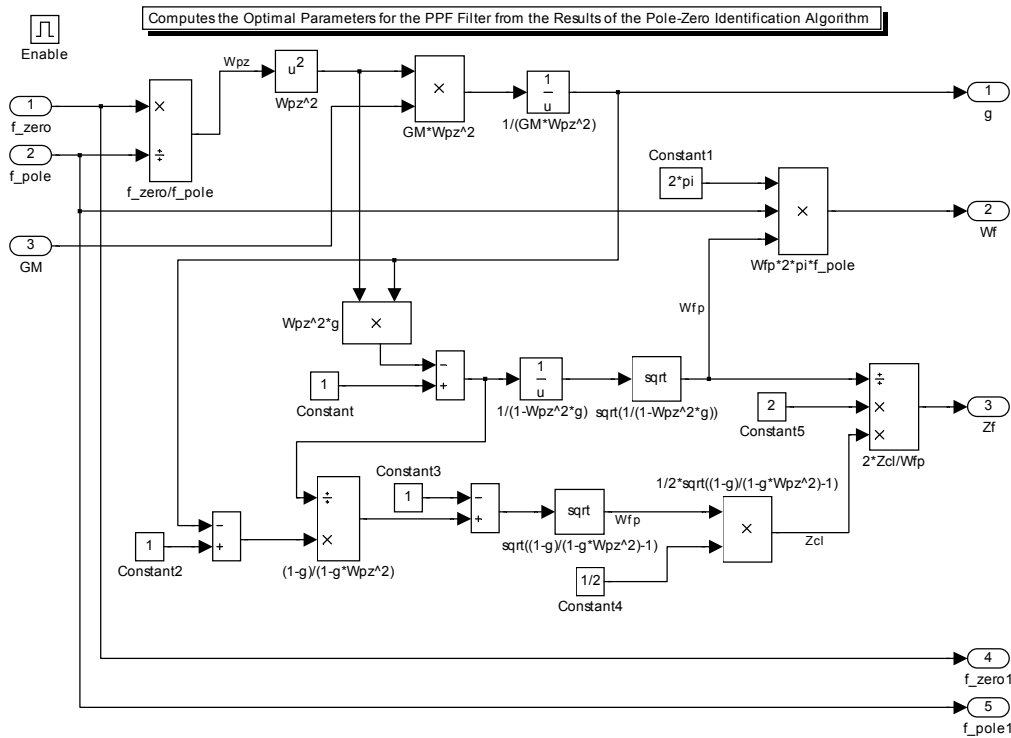 Computes the Optimal Parameters for the PPF Filter from the Results of the Pole-Zero Identification Algorithm
Enable
1
f_zero
2
f_pole
3
GM
×
÷
f_zero/f_pole
Wpz
u²
Wpz^2
×
GM*Wpz^2
1
u
1/(GM*Wpz^2)
1
g
Constant1
2*pi
×
Wfp*2*pi*f_pole
2
Wf
Wpz^2*g
×
Wfp
1
Constant
−
+
1
u
1/(1-Wpz^2*g)
sqrt
sqrt(1/(1-Wpz^2*g))
2
Constant5
÷
×
×
2*Zcl/Wfp
3
Zf
1
Constant2
−
+
÷
×
(1-g)/(1-g*Wpz^2)
Constant3
1
−
+
sqrt
sqrt((1-g)/(1-g*Wpz^2)-1)
Wfp
1/2
Constant4
1/2*sqrt((1-g)/(1-g*Wpz^2)-1)
×
Zcl
4
f_zero1
5
f_pole1